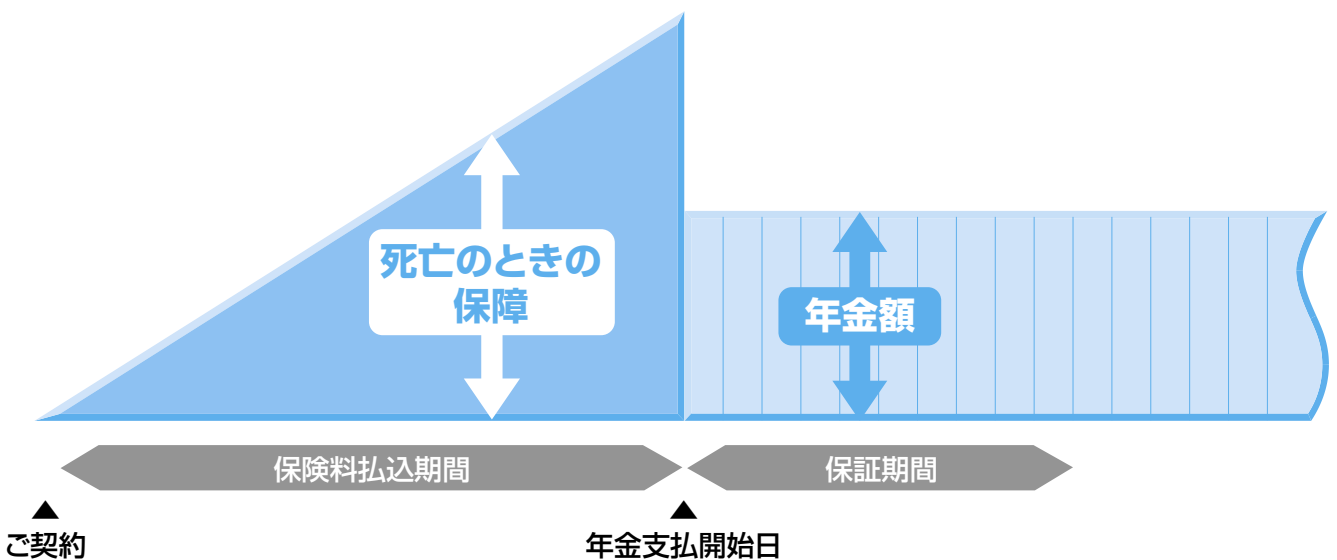 死亡のときの
保障
年金額
保険料払込期間
保証期間
▲
▲
ご契約
年金支払開始日